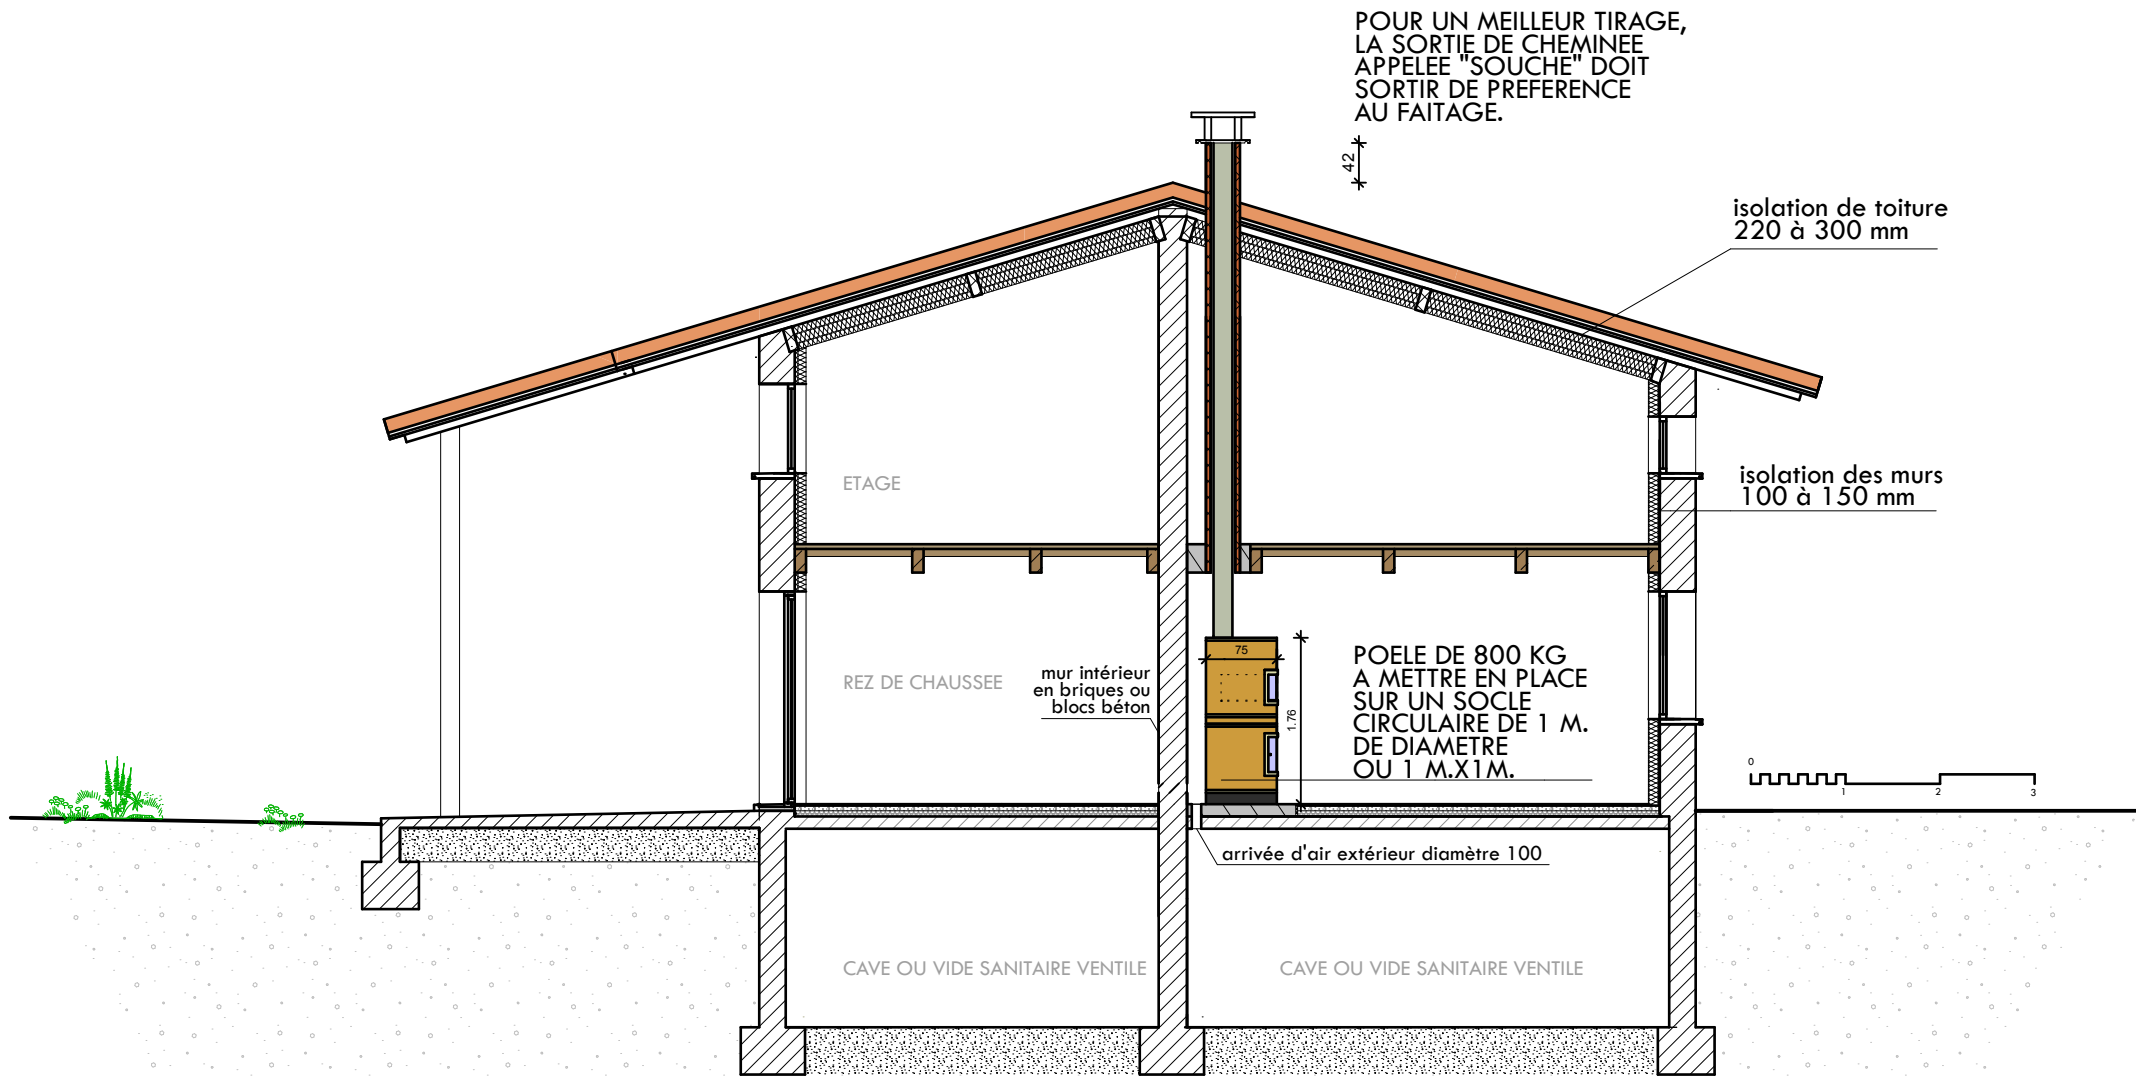 POUR UN MEILLEUR TIRAGE,
LA SORTIE DE CHEMINEE
APPELEE "SOUCHE" DOIT
SORTIR DE PREFERENCE
AU FAITAGE.
42
isolation de toiture
220 à 300 mm
isolation des murs
100 à 150 mm
ETAGE
REZ DE CHAUSSEE
mur intérieur
en briques ou
blocs béton
75
1.76
POELE DE 800 KG
A METTRE EN PLACE
SUR UN SOCLE
CIRCULAIRE DE 1 M.
DE DIAMETRE
OU 1 M.X1M.
0
1
2
3
arrivée d'air extérieur diamètre 100
CAVE OU VIDE SANITAIRE VENTILE
CAVE OU VIDE SANITAIRE VENTILE